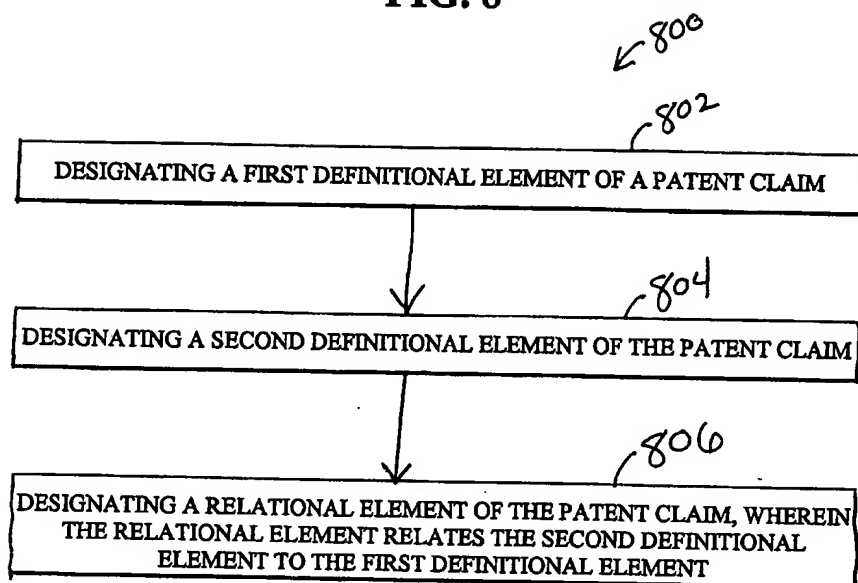 800
802
DESIGNATING A FIRST DEFINITIONAL ELEMENT OF A PATENT CLAIM
804
DESIGNATING A SECOND DEFINITIONAL ELEMENT OF THE PATENT CLAIM
806
DESIGNATING A RELATIONAL ELEMENT OF THE PATENT CLAIM, WHEREIN
THE RELATIONAL ELEMENT RELATES THE SECOND DEFINITIONAL
ELEMENT TO THE FIRST DEFINITIONAL ELEMENT